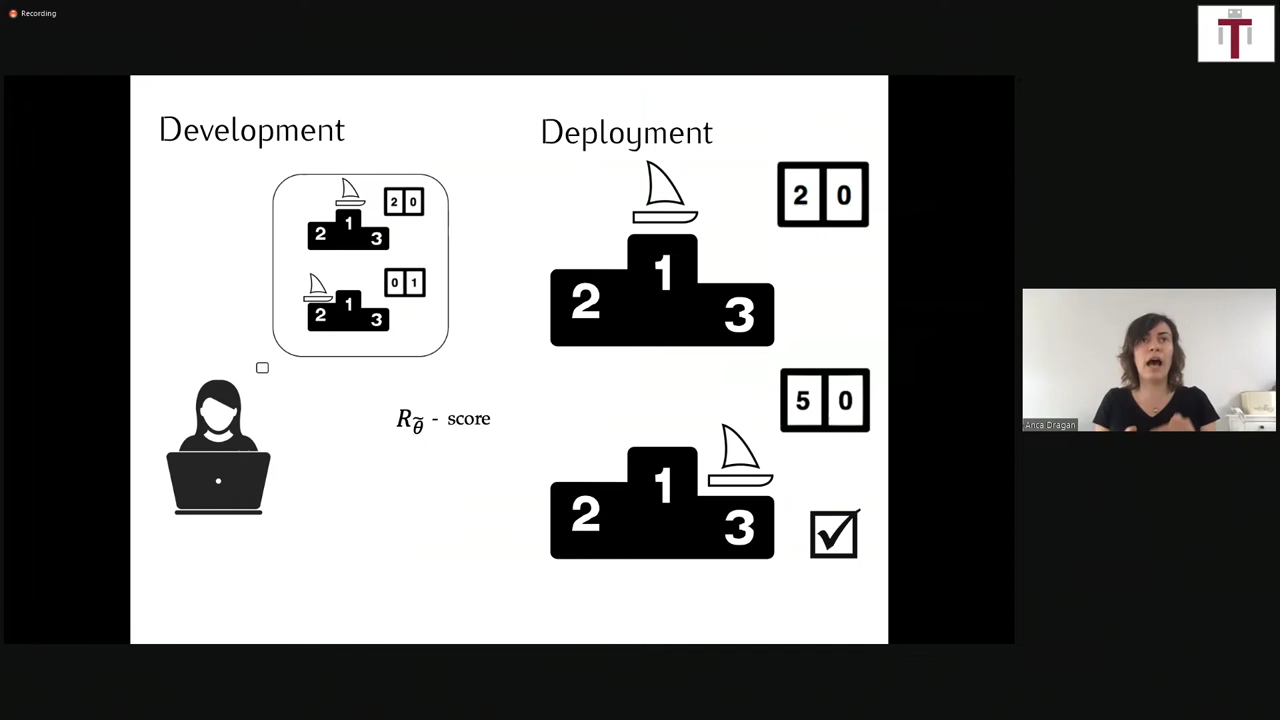 Recording
Development
Deployment
2 0
1
2
3
0 1
1
2
3
2 0
1
2
3
R_θ̃ - score
5 0
1
2
3
Anca Dragan
T